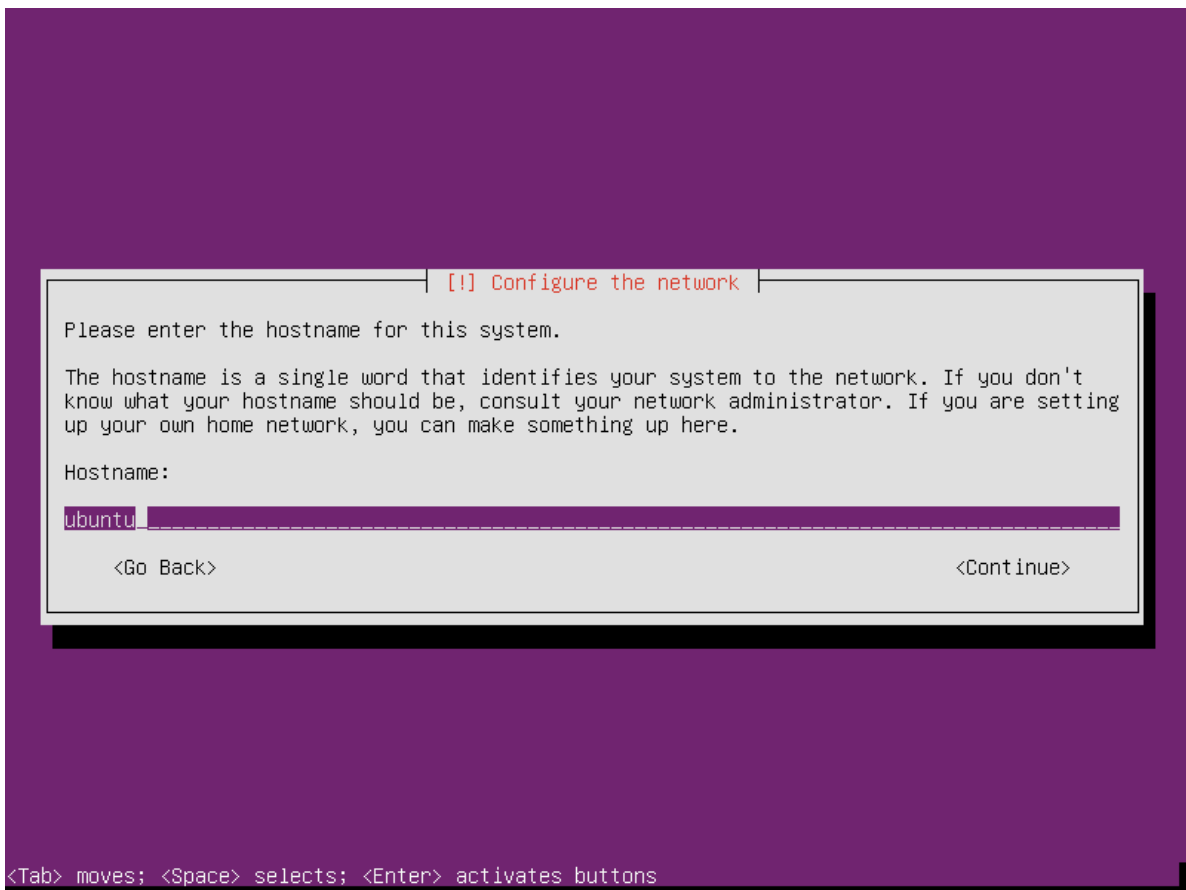 [!] Configure the network
Please enter the hostname for this system.
The hostname is a single word that identifies your system to the network. If you don't
know what your hostname should be, consult your network administrator. If you are setting
up your own home network, you can make something up here.
Hostname:
ubuntu
<Go Back> <Continue>
<Tab> moves; <Space> selects; <Enter> activates buttons